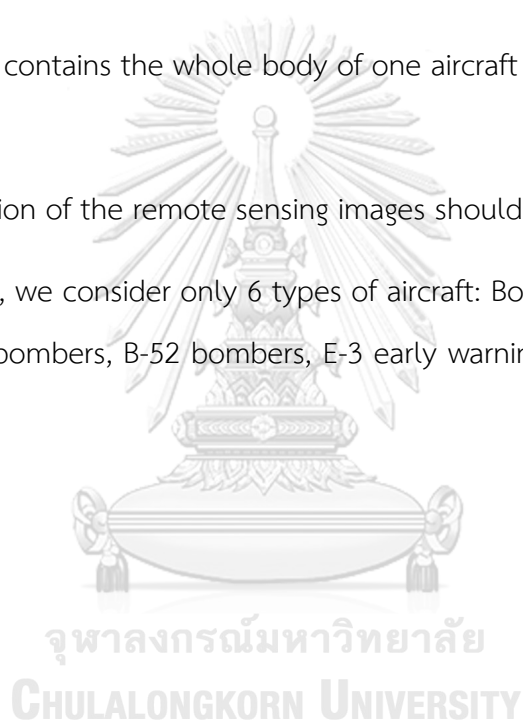 contains the whole body of one aircraft
ion of the remote sensing images should
, we consider only 6 types of aircraft: Bo
bombers, B-52 bombers, E-3 early warnin
จุฬาลงกรณ์มหาวิทยาลัย
CHULALONGKORN UNIVERSITY